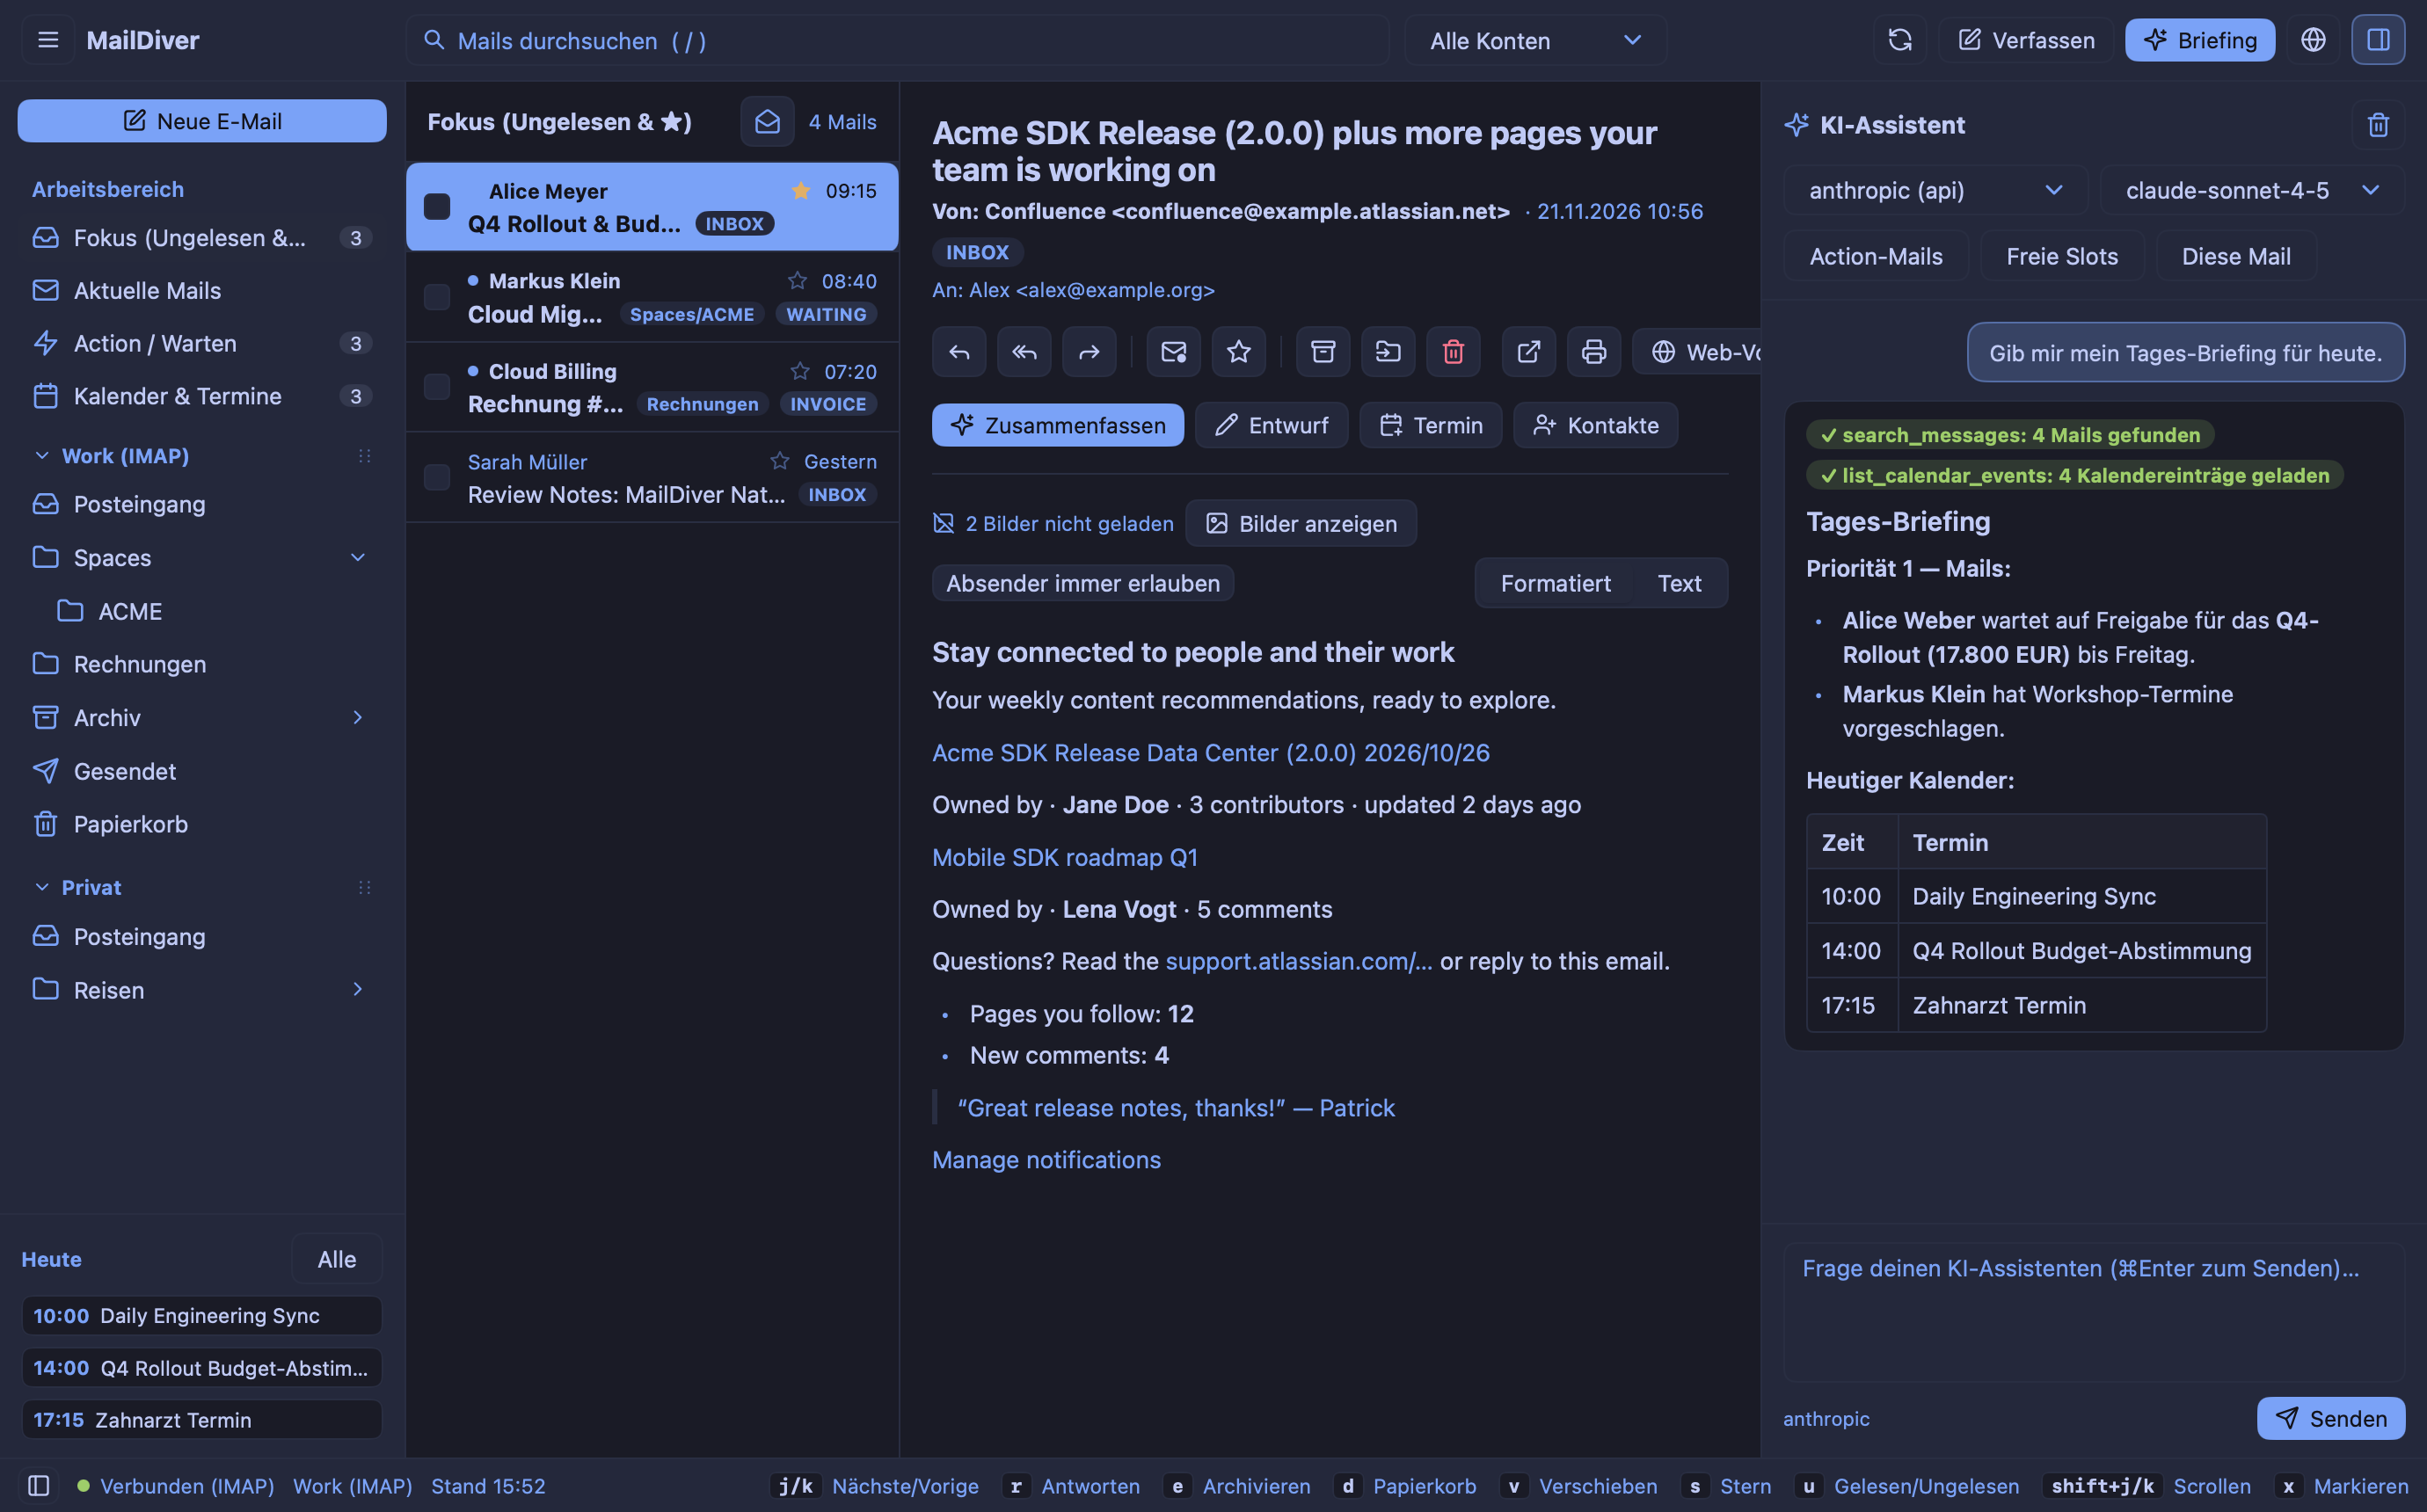 MailDiver
Mails durchsuchen ( / )
Alle Konten
Verfassen
Briefing
Neue E-Mail
Arbeitsbereich
Fokus (Ungelesen &... 3
Aktuelle Mails
Action / Warten 3
Kalender & Termine 3
Work (IMAP)
Posteingang
Spaces
ACME
Rechnungen
Archiv
Gesendet
Papierkorb
Privat
Posteingang
Reisen
Heute Alle
10:00 Daily Engineering Sync
14:00 Q4 Rollout Budget-Abstim...
17:15 Zahnarzt Termin
Fokus (Ungelesen & ★) 4 Mails
Alice Meyer 09:15
Q4 Rollout & Bud... INBOX
Markus Klein 08:40
Cloud Mig... Spaces/ACME WAITING
Cloud Billing 07:20
Rechnung #... Rechnungen INVOICE
Sarah Müller Gestern
Review Notes: MailDiver Nat... INBOX
Acme SDK Release (2.0.0) plus more pages your
team is working on
Von: Confluence <confluence@example.atlassian.net> · 21.11.2026 10:56
INBOX
An: Alex <alex@example.org>
Web-Vo
Zusammenfassen Entwurf Termin Kontakte
2 Bilder nicht geladen Bilder anzeigen
Absender immer erlauben Formatiert Text
Stay connected to people and their work
Your weekly content recommendations, ready to explore.
Acme SDK Release Data Center (2.0.0) 2026/10/26
Owned by · Jane Doe · 3 contributors · updated 2 days ago
Mobile SDK roadmap Q1
Owned by · Lena Vogt · 5 comments
Questions? Read the support.atlassian.com/... or reply to this email.
• Pages you follow: 12
• New comments: 4
“Great release notes, thanks!” — Patrick
Manage notifications
KI-Assistent
anthropic (api) claude-sonnet-4-5
Action-Mails Freie Slots Diese Mail
Gib mir mein Tages-Briefing für heute.
✓ search_messages: 4 Mails gefunden
✓ list_calendar_events: 4 Kalendereinträge geladen
Tages-Briefing
Priorität 1 — Mails:
• Alice Weber wartet auf Freigabe für das Q4-
Rollout (17.800 EUR) bis Freitag.
• Markus Klein hat Workshop-Termine
vorgeschlagen.
Heutiger Kalender:
Zeit Termin
10:00 Daily Engineering Sync
14:00 Q4 Rollout Budget-Abstimmung
17:15 Zahnarzt Termin
Frage deinen KI-Assistenten (⌘Enter zum Senden)...
anthropic Senden
Verbunden (IMAP) Work (IMAP) Stand 15:52 j/k Nächste/Vorige r Antworten e Archivieren d Papierkorb v Verschieben s Stern u Gelesen/Ungelesen shift+j/k Scrollen x Markieren